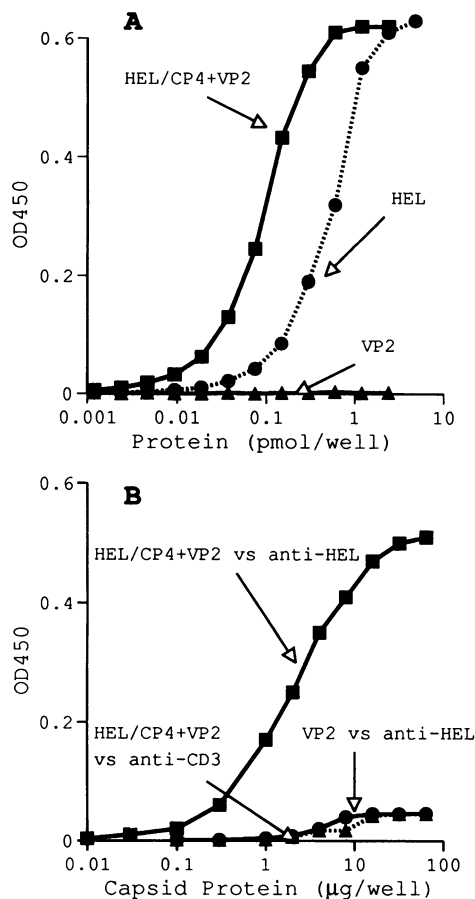 A
HEL/CP4+VP2
HEL
VP2
OD450
0.6
0.4
0.2
0
0.001
0.01
0.1
1
10
Protein (pmol/well)
B
HEL/CP4+VP2 vs anti-HEL
HEL/CP4+VP2
vs anti-CD3
VP2 vs anti-HEL
OD450
0.6
0.4
0.2
0
0.01
0.1
1
10
100
Capsid Protein (μg/well)